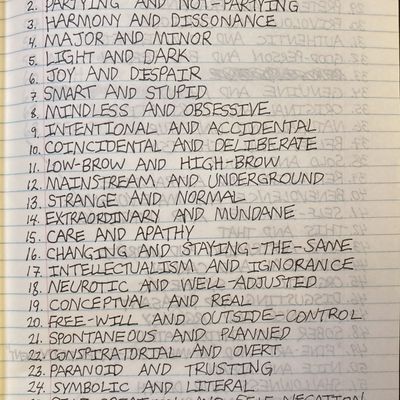 2. PARTYING AND NOT-PARTYING
3. HARMONY AND DISSONANCE
4. MAJOR AND MINOR
5. LIGHT AND DARK
6. JOY AND DESPAIR
7. SMART AND STUPID
8. MINDLESS AND OBSESSIVE
9. INTENTIONAL AND ACCIDENTAL
10. COINCIDENTAL AND DELIBERATE
11. LOW-BROW AND HIGH-BROW
12. MAINSTREAM AND UNDERGROUND
13. STRANGE AND NORMAL
14. EXTRAORDINARY AND MUNDANE
15. CARE AND APATHY
16. CHANGING AND STAYING-THE-SAME
17. INTELLECTUALISM AND IGNORANCE
18. NEUROTIC AND WELL-ADJUSTED
19. CONCEPTUAL AND REAL
20. FREE-WILL AND OUTSIDE-CONTROL
21. SPONTANEOUS AND PLANNED
22. CONSPIRATORIAL AND OVERT
23. PARANOID AND TRUSTING
24. SYMBOLIC AND LITERAL